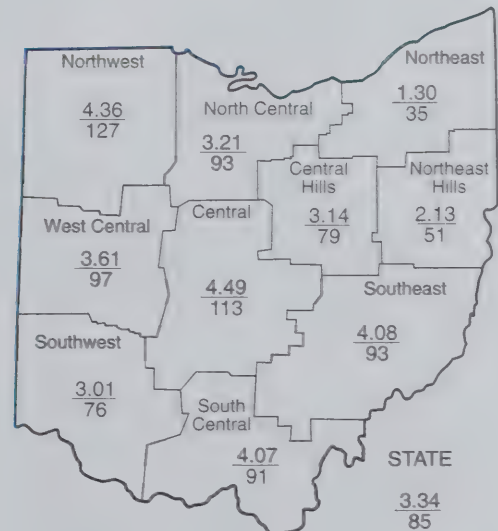 Northwest
4.36
127
North Central
3.21
93
Northeast
1.30
35
Central
Hills
3.14
79
Northeast
Hills
2.13
51
West Central
3.61
97
Central
4.49
113
Southeast
4.08
93
Southwest
3.01
76
South
Central
4.07
91
STATE
3.34
85